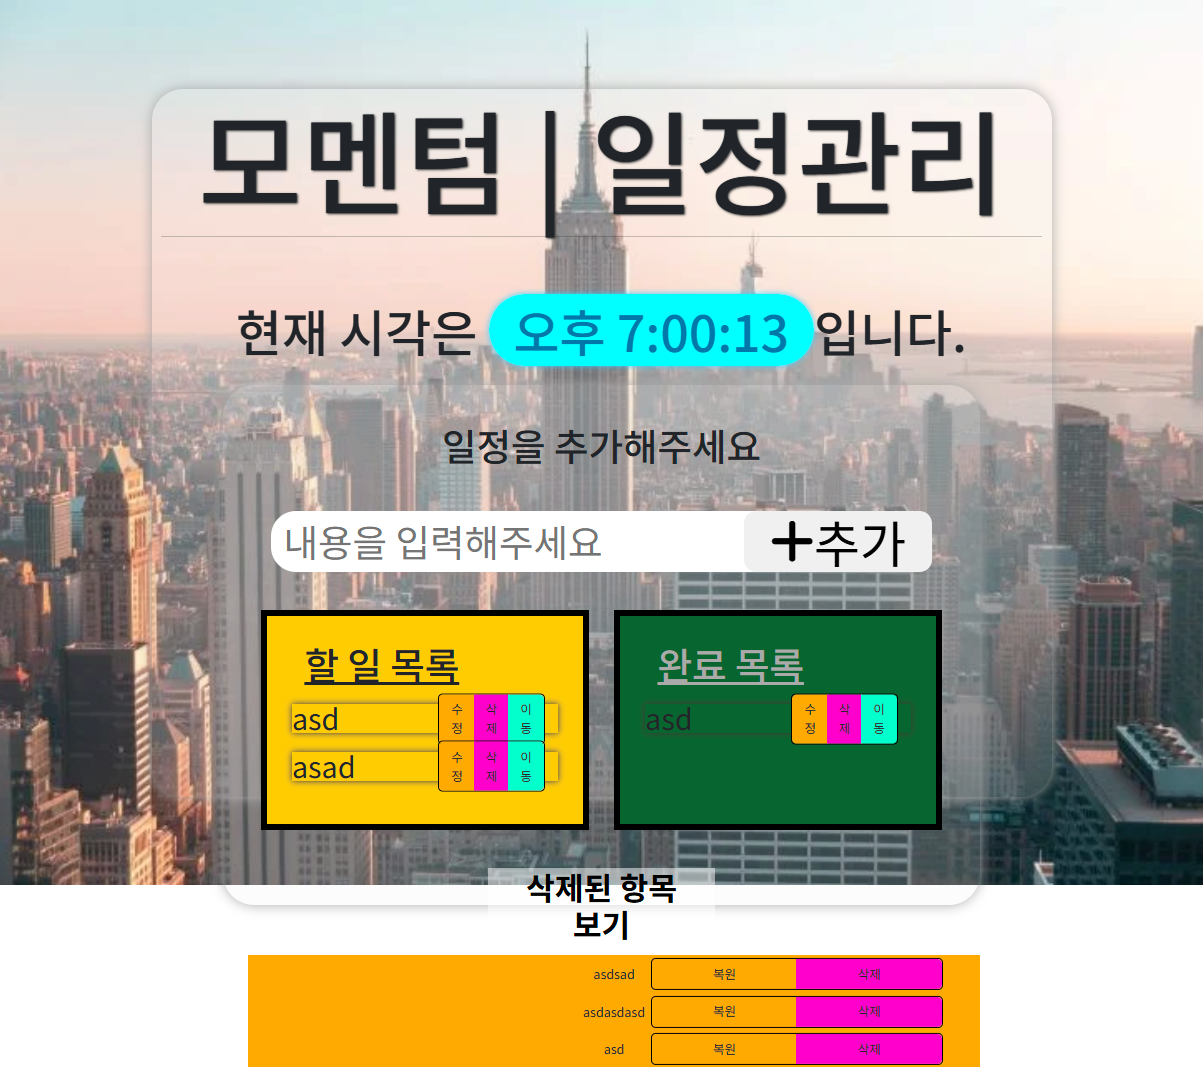 모멘텀 | 일정관리
현재 시각은 오후 7:00:13 입니다.
일정을 추가해주세요
내용을 입력해주세요 +추가
할 일 목록
asd 수정 삭제 이동
asad 수정 삭제 이동
완료 목록
asd 수정 삭제 이동
삭제된 항목
보기
asdsad 복원 삭제
asdasdasd 복원 삭제
asd 복원 삭제